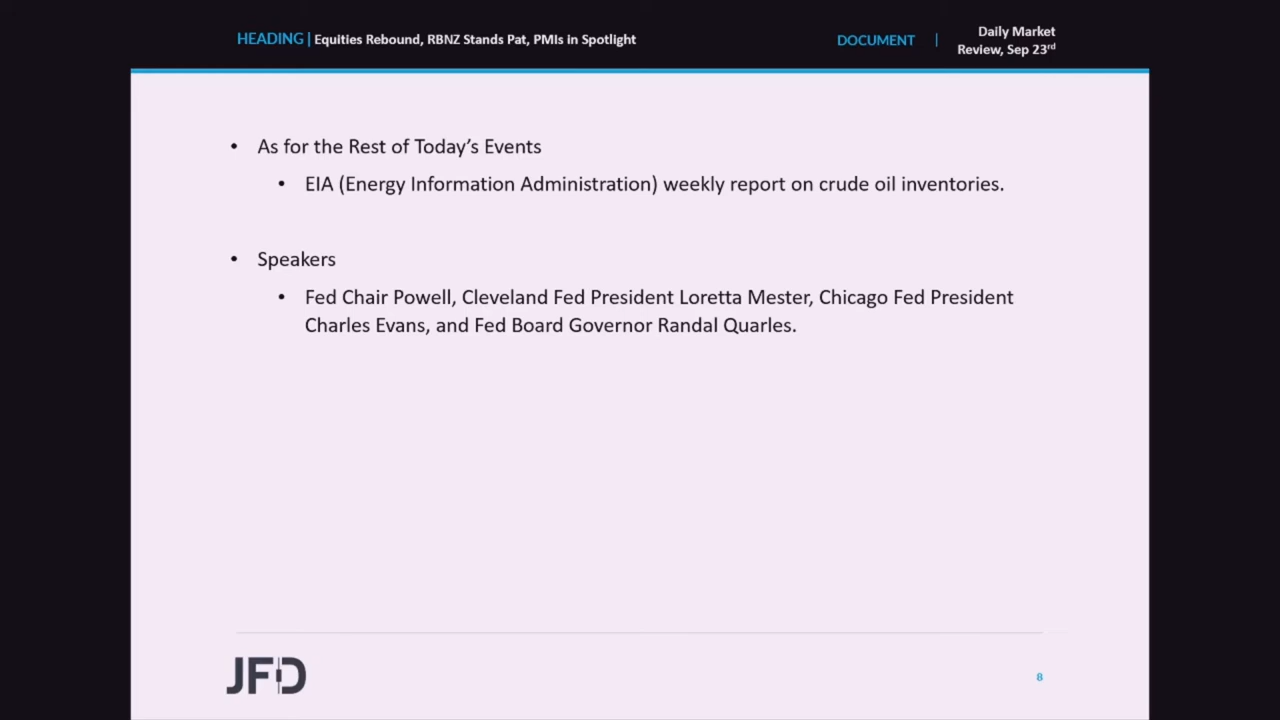 HEADING | Equities Rebound, RBNZ Stands Pat, PMIs in Spotlight
DOCUMENT | Daily Market
Review, Sep 23rd
• As for the Rest of Today’s Events
• EIA (Energy Information Administration) weekly report on crude oil inventories.
• Speakers
• Fed Chair Powell, Cleveland Fed President Loretta Mester, Chicago Fed President
Charles Evans, and Fed Board Governor Randal Quarles.
JFD
8